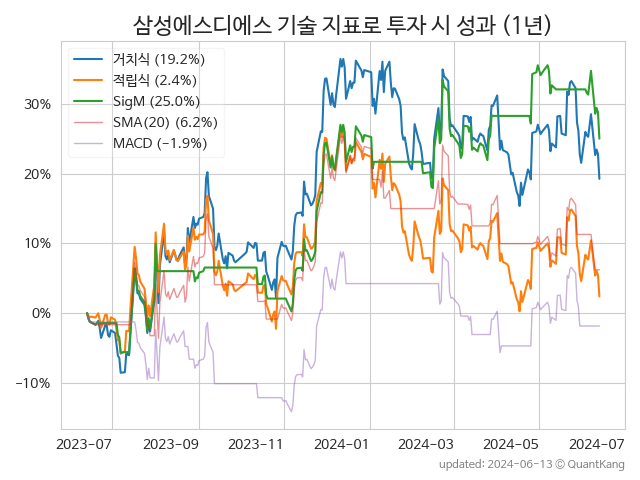 삼성에스디에스 기술 지표로 투자 시 성과 (1년)
거치식 (19.2%)
적립식 (2.4%)
SigM (25.0%)
SMA(20) (6.2%)
MACD (−1.9%)
30%
20%
10%
0%
−10%
2023-07 2023-09 2023-11 2024-01 2024-03 2024-05 2024-07
updated: 2024-06-13 © QuantKang